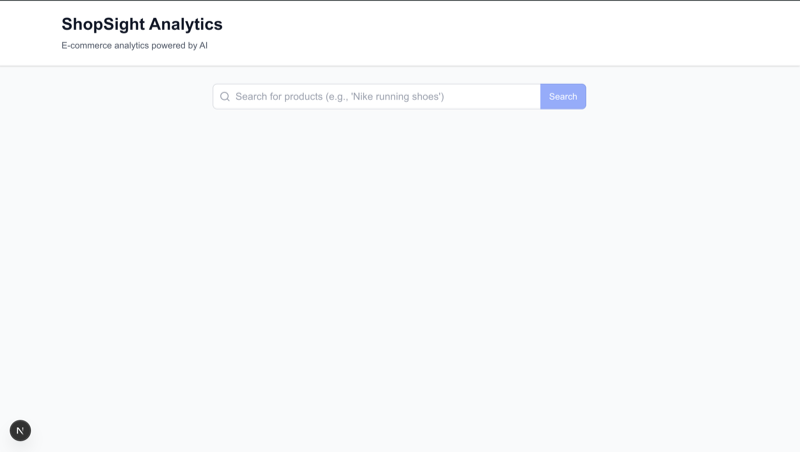 ShopSight Analytics
E-commerce analytics powered by AI
Search for products (e.g., 'Nike running shoes')
Search
N